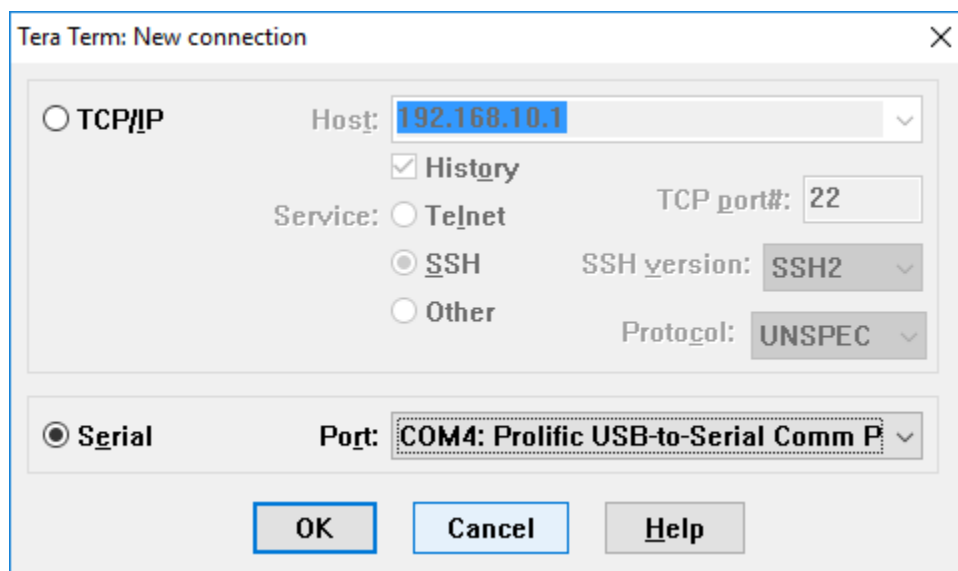 Tera Term: New connection
TCP/IP Host: 192.168.10.1
History
Service: Telnet TCP port#: 22
SSH SSH version: SSH2
Other Protocol: UNSPEC
Serial Port: COM4: Prolific USB-to-Serial Comm P
OK Cancel Help